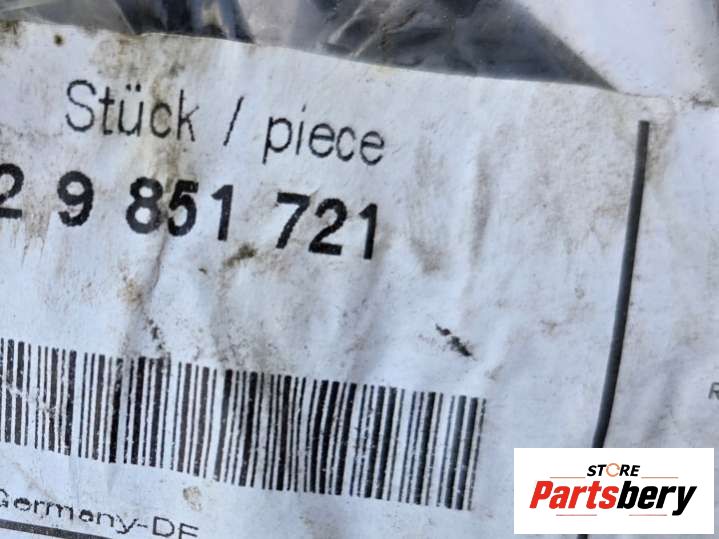 Stück / piece
2 9 851 721
Germany-DE
STORE
Partsbery